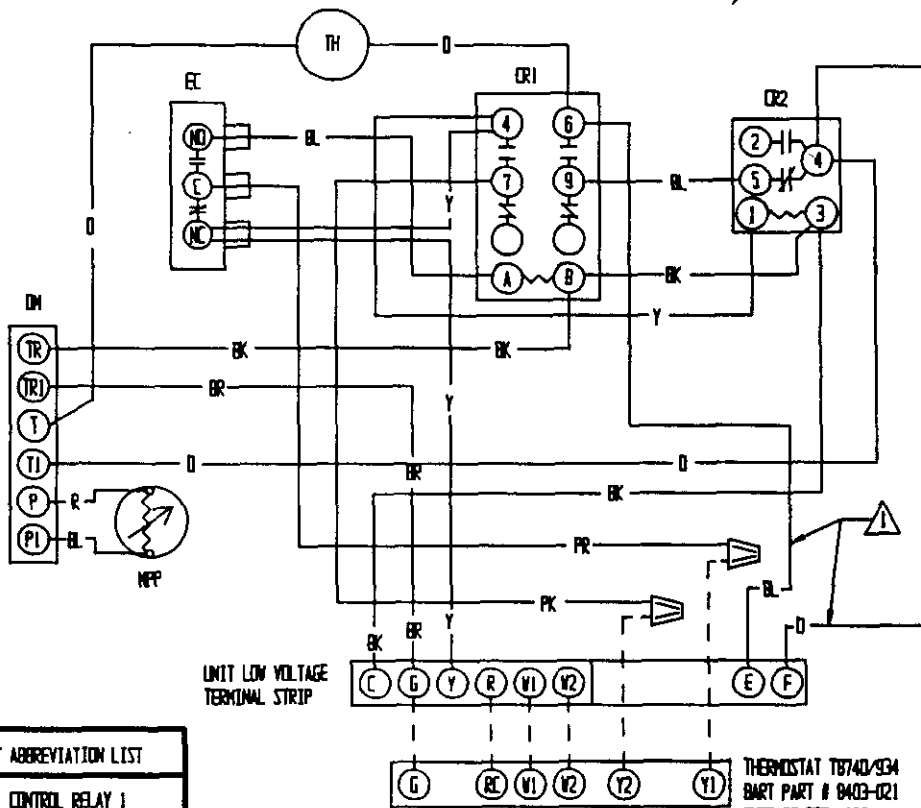 TH
O
EC
CR1
CR2
NO
C
NC
BL
4
6
7
9
A
B
2
4
5
1
3
BL
Y
BK
Y
O
DM
TR
TR1
T
T1
P
P1
BK
BK
BR
Y
O
BR
O
R
BL
MPP
BK
PR
PK
1
BL
O
BK
BR
Y
UNIT LOW VOLTAGE
TERMINAL STRIP
C
G
Y
R
W1
W2
E
F
G
RC
W1
W2
Y2
Y1
THERMOSTAT T8740/934
BART PART # 8403-021
ABBREVIATION LIST
CONTROL RELAY 1